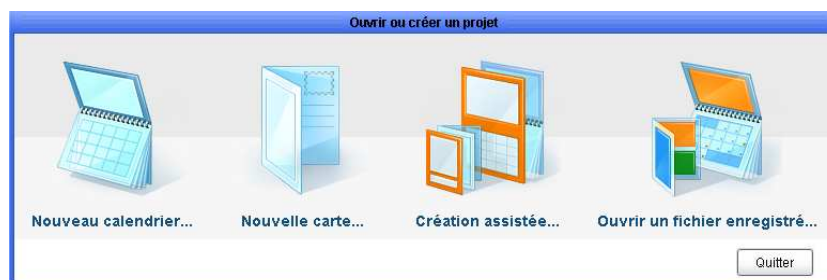 Ouvrir ou créer un projet
Nouveau calendrier... Nouvelle carte... Création assistée... Ouvrir un fichier enregistré...
Quitter